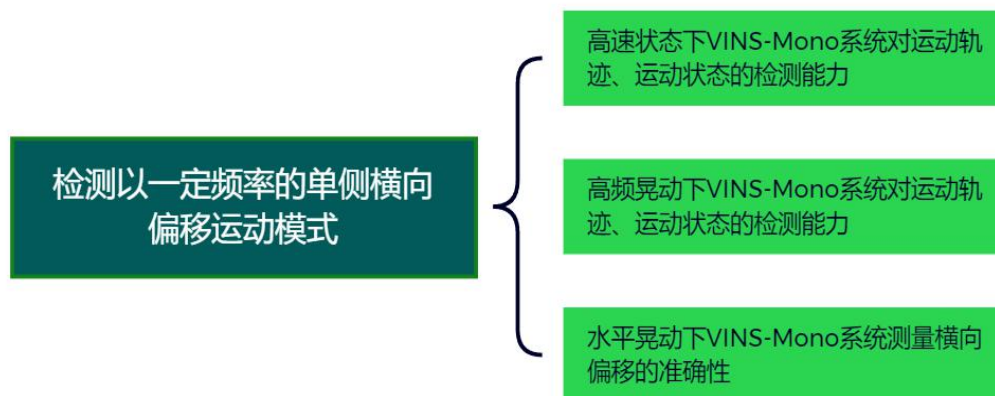 检测以一定频率的单侧横向
偏移运动模式
高速状态下VINS-Mono系统对运动轨
迹、运动状态的检测能力
高频晃动下VINS-Mono系统对运动轨
迹、运动状态的检测能力
水平晃动下VINS-Mono系统测量横向
偏移的准确性